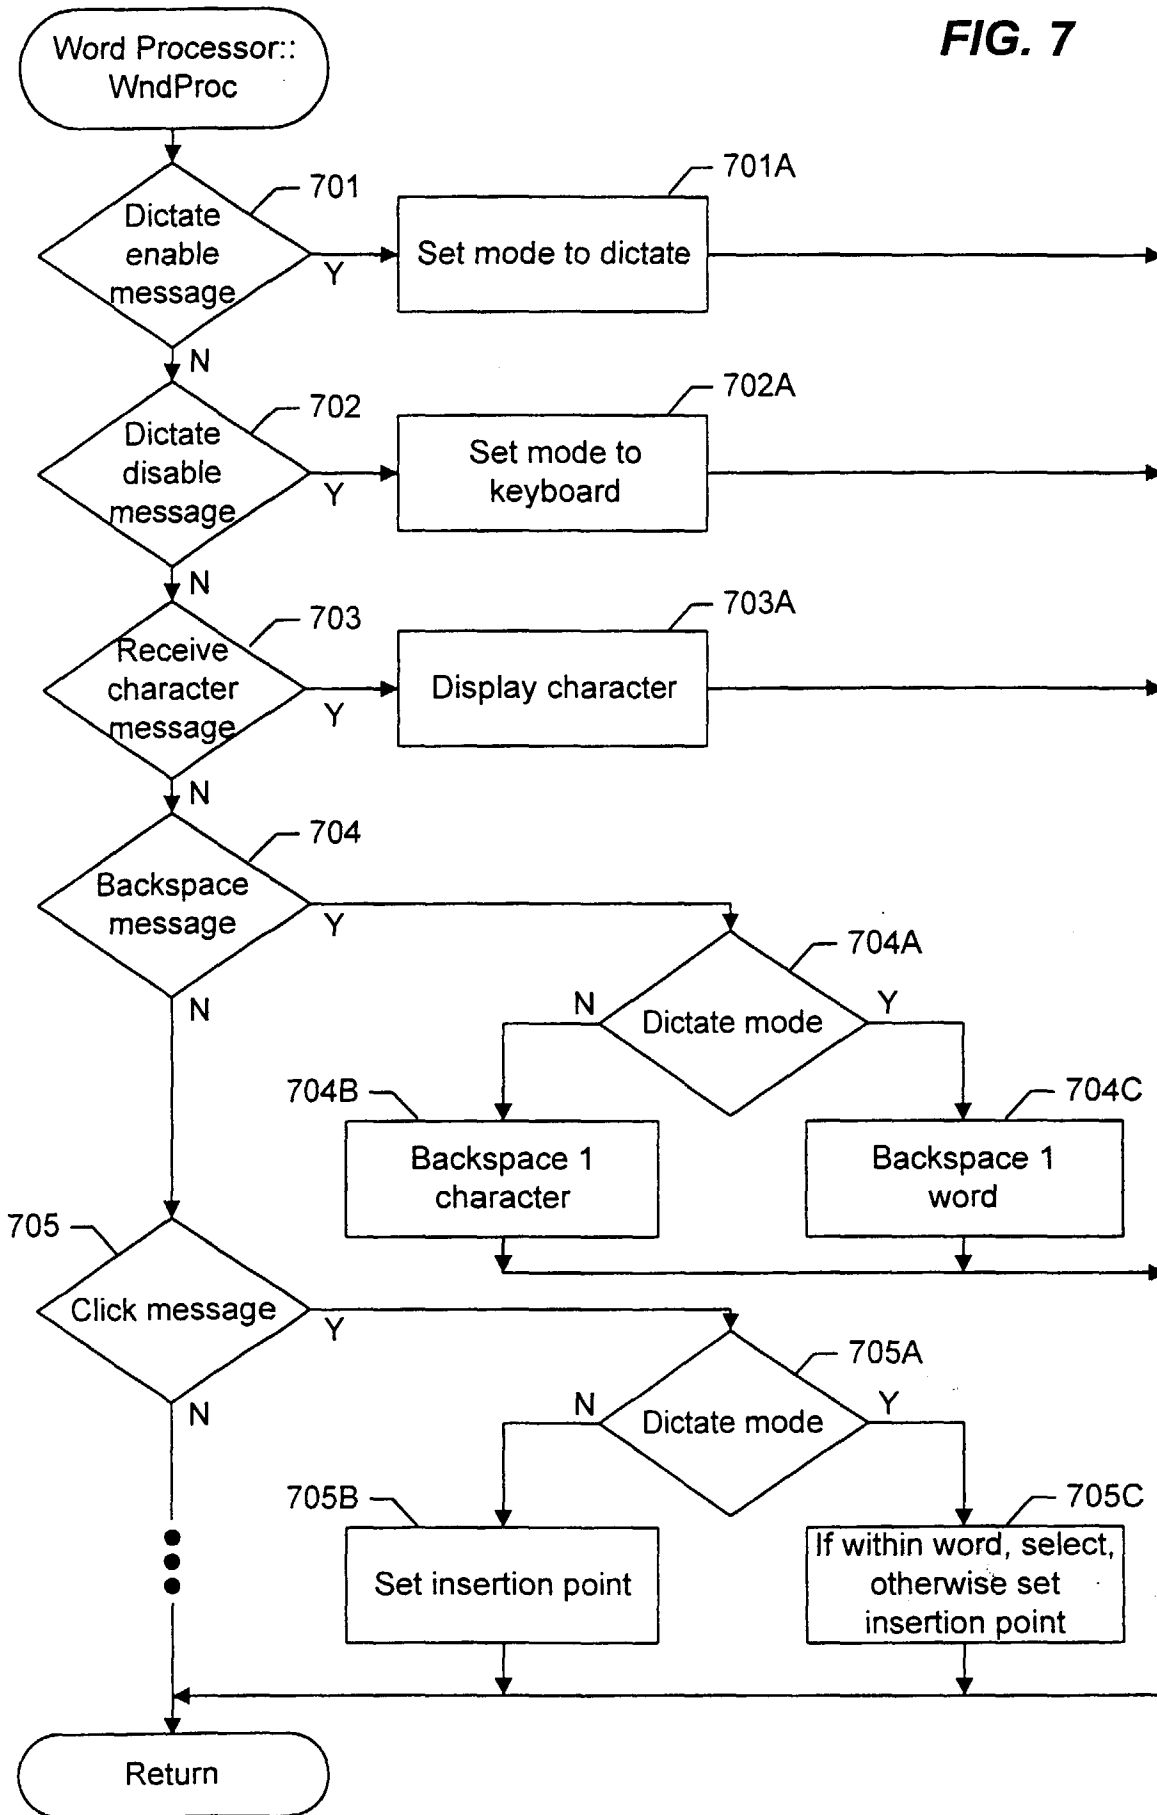 FIG. 7
Word Processor::
WndProc
701
Dictate
enable
message
Y
N
701A
Set mode to dictate
702
Dictate
disable
message
Y
N
702A
Set mode to
keyboard
703
Receive
character
message
Y
N
703A
Display character
704
Backspace
message
Y
N
704A
Dictate mode
N
Y
704B
Backspace 1
character
704C
Backspace 1
word
705
Click message
Y
N
705A
Dictate mode
N
Y
705B
Set insertion point
705C
If within word, select,
otherwise set
insertion point
Return